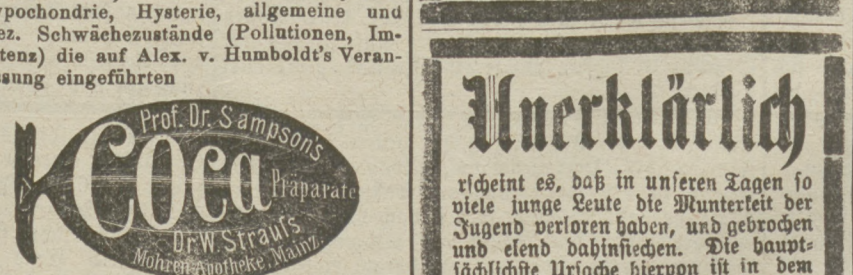 ypochondrie, Hysterie, allgemeine und
ez. Schwächezustände (Pollutionen, Im-
tenz) die auf Alex. v. Humboldt's Veran-
sung eingeführten
Prof. Dr. Sampson's
Coca
Präparate
Dr W. Strauſs
Mohren Apotheke, Mainz.
Unerklärlich
rſcheint es, daß in unſeren Tagen ſo
viele junge Leute die Munterkeit der
Jugend verloren haben, und gebrochen
und elend dahinſiechen. Die haupt-
ſächlichſte Urſache hiervon iſt in dem